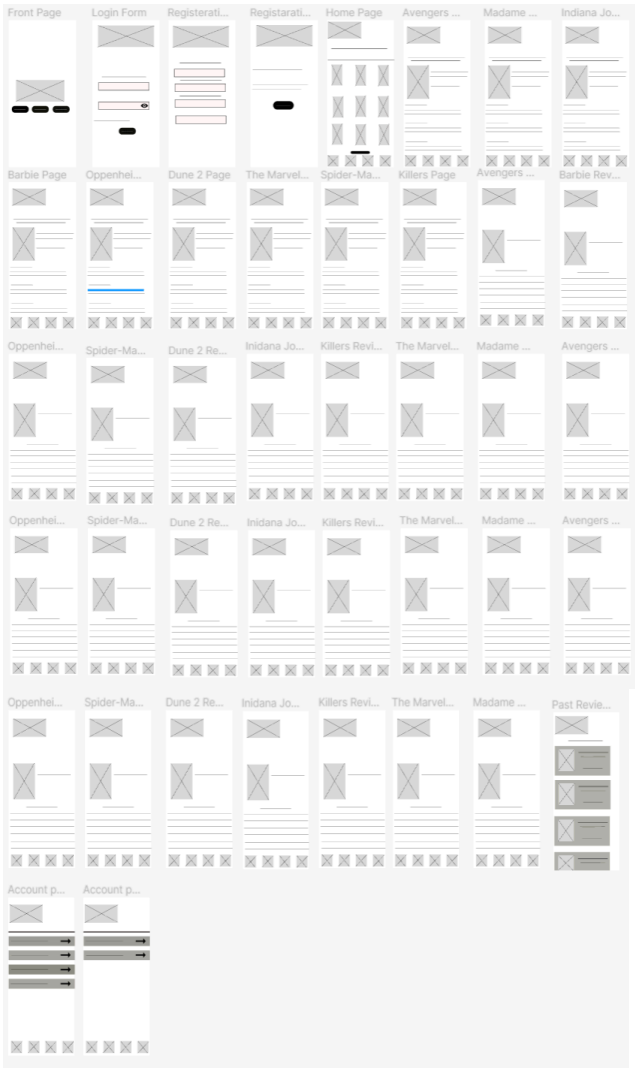 Front Page
Login Form
Registerati...
Registarati...
Home Page
Avengers ...
Madame ...
Indiana Jo...
Barbie Page
Oppenhei...
Dune 2 Page
The Marvel...
Spider-Ma...
Killers Page
Avengers ...
Barbie Rev...
Oppenhei...
Spider-Ma...
Dune 2 Re...
Inidana Jo...
Killers Revi...
The Marvel...
Madame ...
Avengers ...
Oppenhei...
Spider-Ma...
Dune 2 Re...
Inidana Jo...
Killers Revi...
The Marvel...
Madame ...
Avengers ...
Oppenhei...
Spider-Ma...
Dune 2 Re...
Inidana Jo...
Killers Revi...
The Marvel...
Madame ...
Past Revie...
Account p...
Account p...